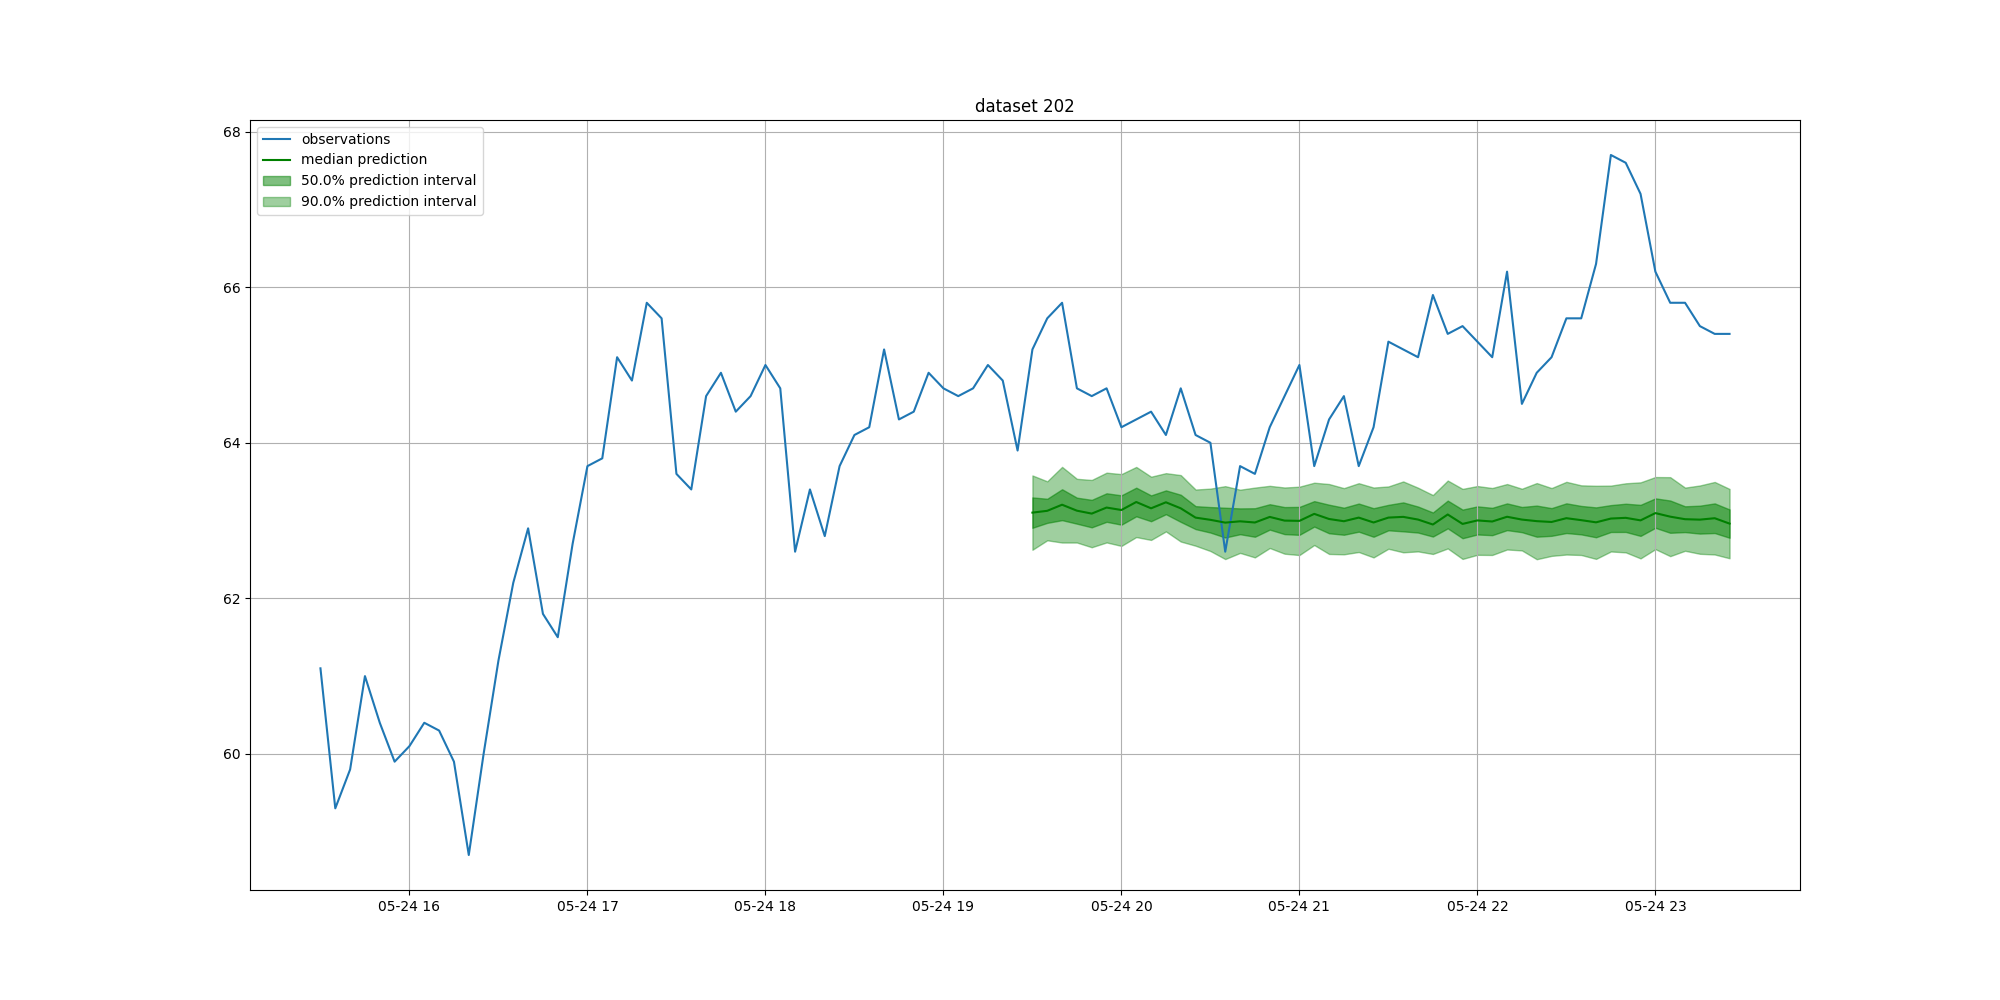 dataset 202
observations
median prediction
50.0% prediction interval
90.0% prediction interval
68
66
64
62
60
05-24 16
05-24 17
05-24 18
05-24 19
05-24 20
05-24 21
05-24 22
05-24 23